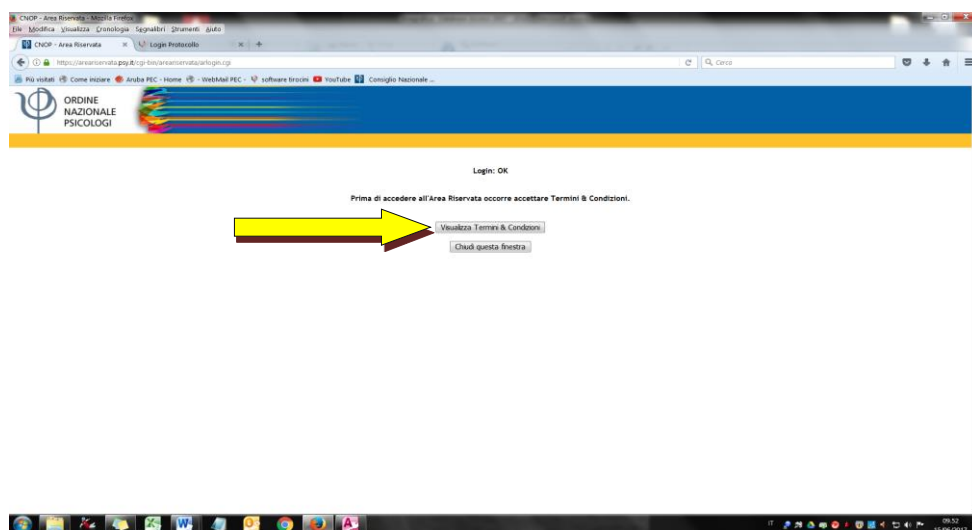 CNOP - Area Riservata - Mozilla Firefox
File Modifica Visualizza Cronologia Segnalibri Strumenti Aiuto
CNOP - Area Riservata × Login Protocollo × +
https://areariservata.psy.it/cgi-bin/areariservata/arlogin.cgi
Cerca
Più visitati Come iniziare Aruba PEC - Home - WebMail PEC - software tirocini YouTube Consiglio Nazionale ...
ORDINE
NAZIONALE
PSICOLOGI
Login: OK
Prima di accedere all'Area Riservata occorre accettare Termini & Condizioni.
Visualizza Termini & Condizioni
Chiudi questa finestra
IT
09.52
15/06/2017